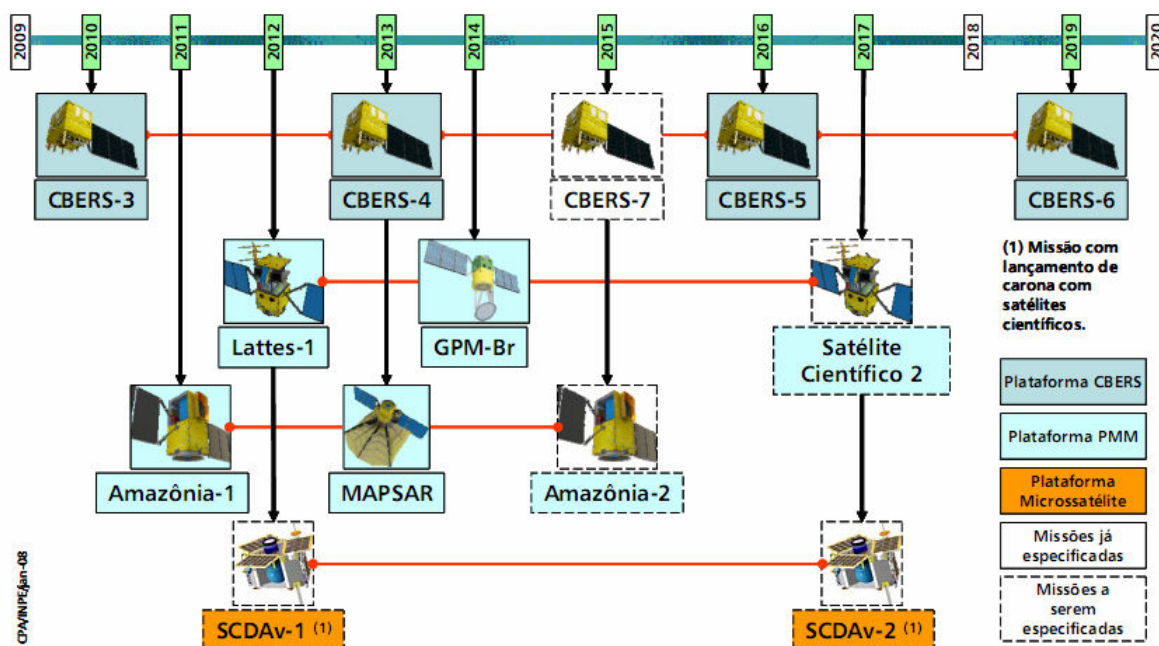 2009
2010
2011
2012
2013
2014
2015
2016
2017
2018
2019
2020
CBERS-3
CBERS-4
CBERS-7
CBERS-5
CBERS-6
Lattes-1
GPM-Br
Satélite
Científico 2
(1) Missão com
lançamento de
carona com
satélites
científicos.
Amazônia-1
MAPSAR
Amazônia-2
Plataforma CBERS
Plataforma PMM
Plataforma
Microssatélite
Missões já
especificadas
Missões a
serem
especificadas
SCDAv-1 (1)
SCDAv-2 (1)
CPA/INPE/jan-08